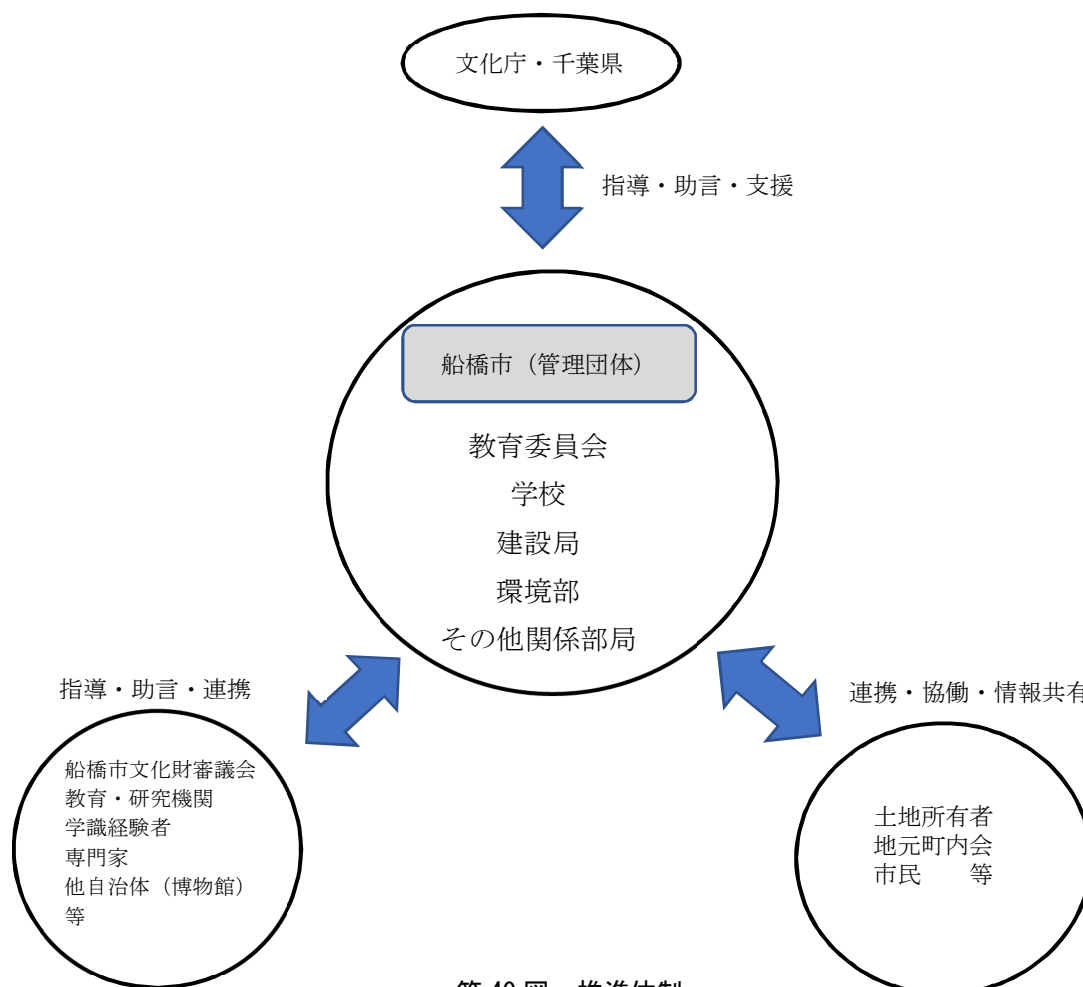 文化庁・千葉県
指導・助言・支援
船橋市（管理団体）
教育委員会
学校
建設局
環境部
その他関係部局
指導・助言・連携
船橋市文化財審議会
教育・研究機関
学識経験者
専門家
他自治体（博物館）
等
連携・協働・情報共有
土地所有者
地元町内会
市民　　等